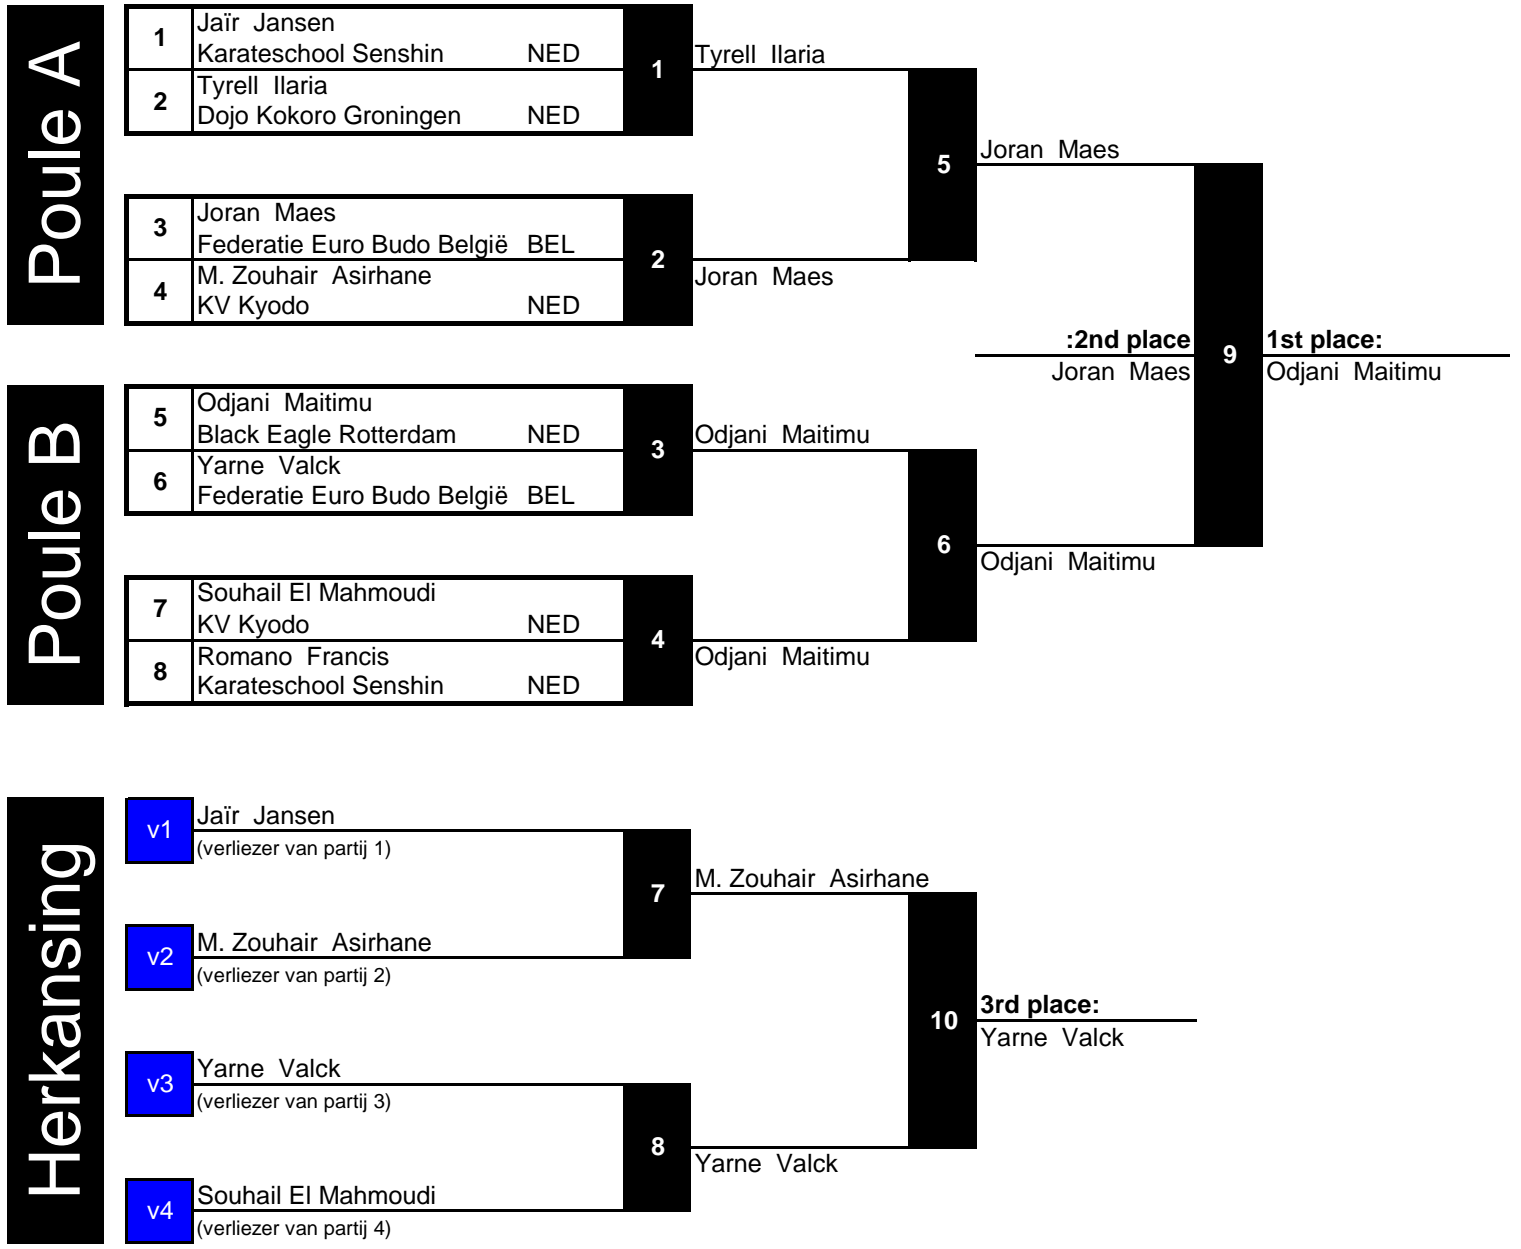 Poule A
1
Jaïr Jansen
Karateschool Senshin NED
2
Tyrell Ilaria
Dojo Kokoro Groningen NED
1
Tyrell Ilaria
3
Joran Maes
Federatie Euro Budo België BEL
4
M. Zouhair Asirhane
KV Kyodo NED
2
Joran Maes
5
Joran Maes
Poule B
5
Odjani Maitimu
Black Eagle Rotterdam NED
6
Yarne Valck
Federatie Euro Budo België BEL
3
Odjani Maitimu
7
Souhail El Mahmoudi
KV Kyodo NED
8
Romano Francis
Karateschool Senshin NED
4
Odjani Maitimu
6
Odjani Maitimu
:2nd place
Joran Maes
9
1st place:
Odjani Maitimu
Herkansing
v1
Jaïr Jansen
(verliezer van partij 1)
v2
M. Zouhair Asirhane
(verliezer van partij 2)
7
M. Zouhair Asirhane
v3
Yarne Valck
(verliezer van partij 3)
v4
Souhail El Mahmoudi
(verliezer van partij 4)
8
Yarne Valck
10
3rd place:
Yarne Valck